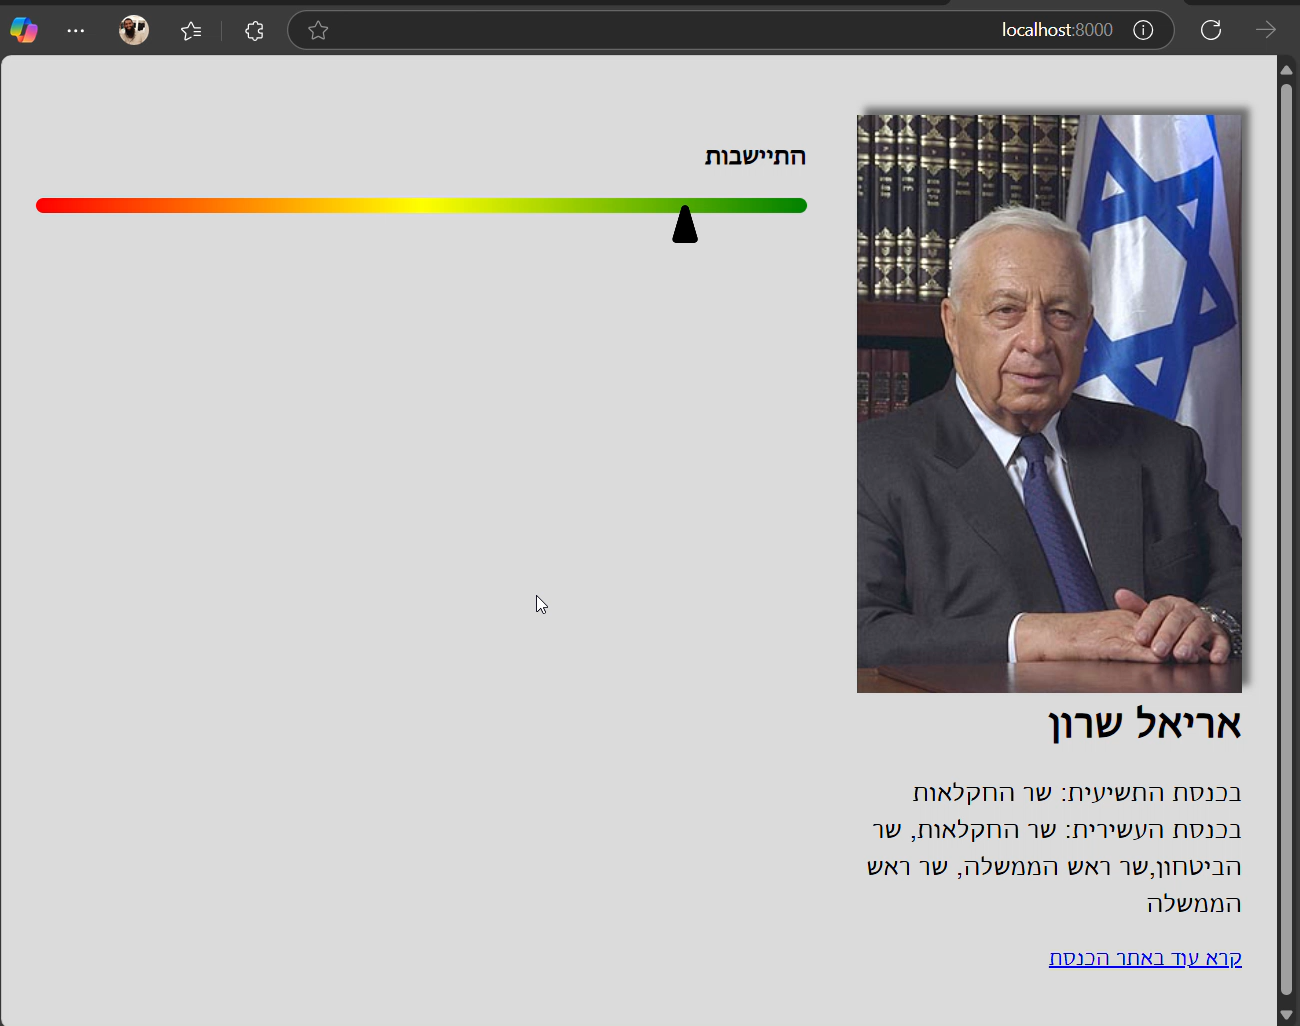 localhost:8000
התיישבות
אריאל שרון
בכנסת התשיעית: שר החקלאות
בכנסת העשירית: שר החקלאות, שר
הביטחון,שר ראש הממשלה, שר ראש
הממשלה
קרא עוד באתר הכנסת